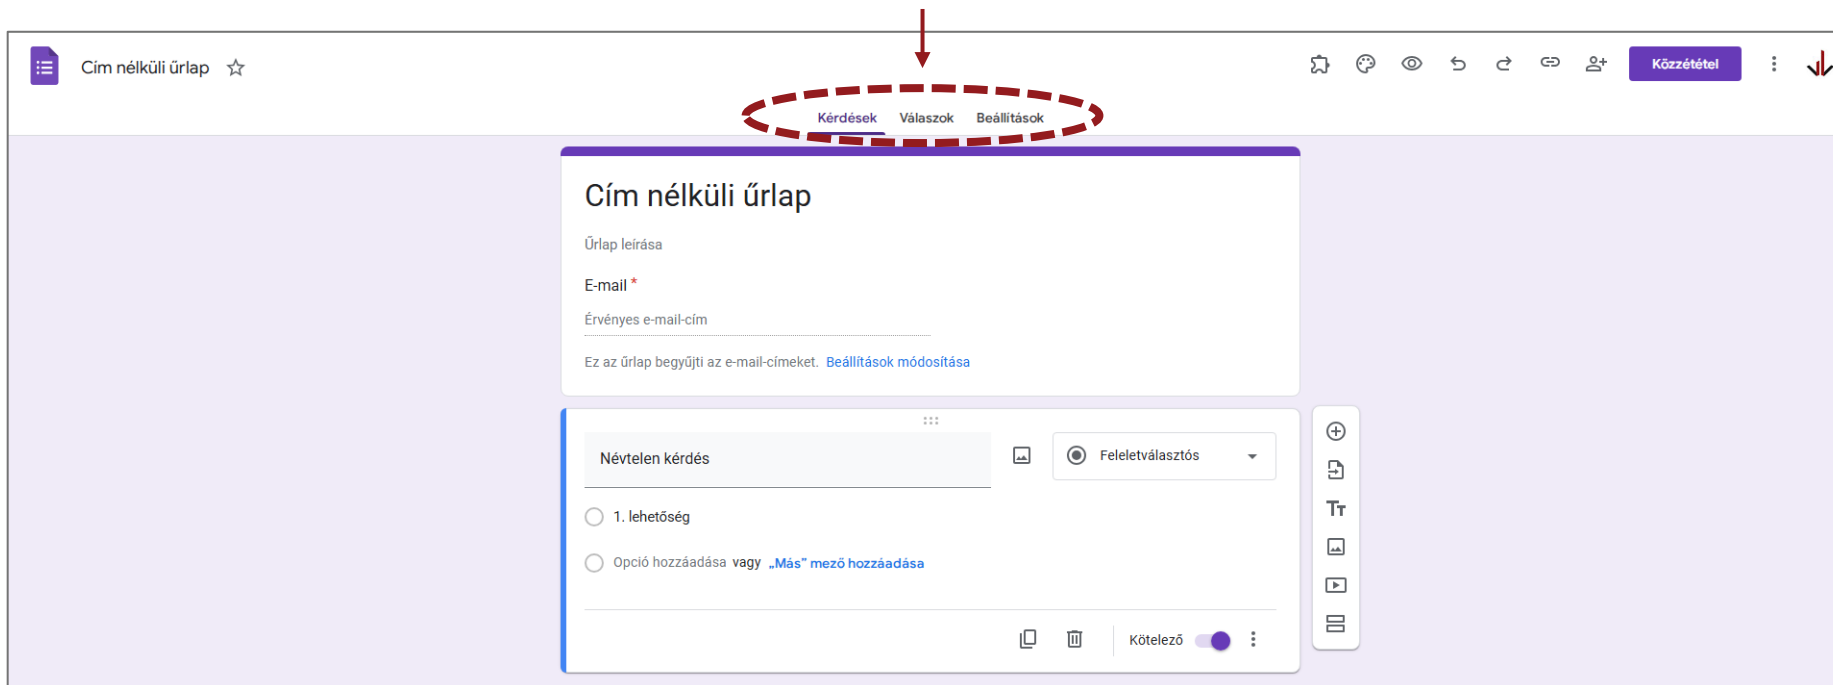 Cím nélküli űrlap
Közzététel
Kérdések Válaszok Beállítások
Cím nélküli űrlap
Űrlap leírása
E-mail *
Érvényes e-mail-cím
Ez az űrlap begyűjti az e-mail-címeket. Beállítások módosítása
Névtelen kérdés
Feleletválasztós
1. lehetőség
Opció hozzáadása vagy „Más” mező hozzáadása
Kötelező